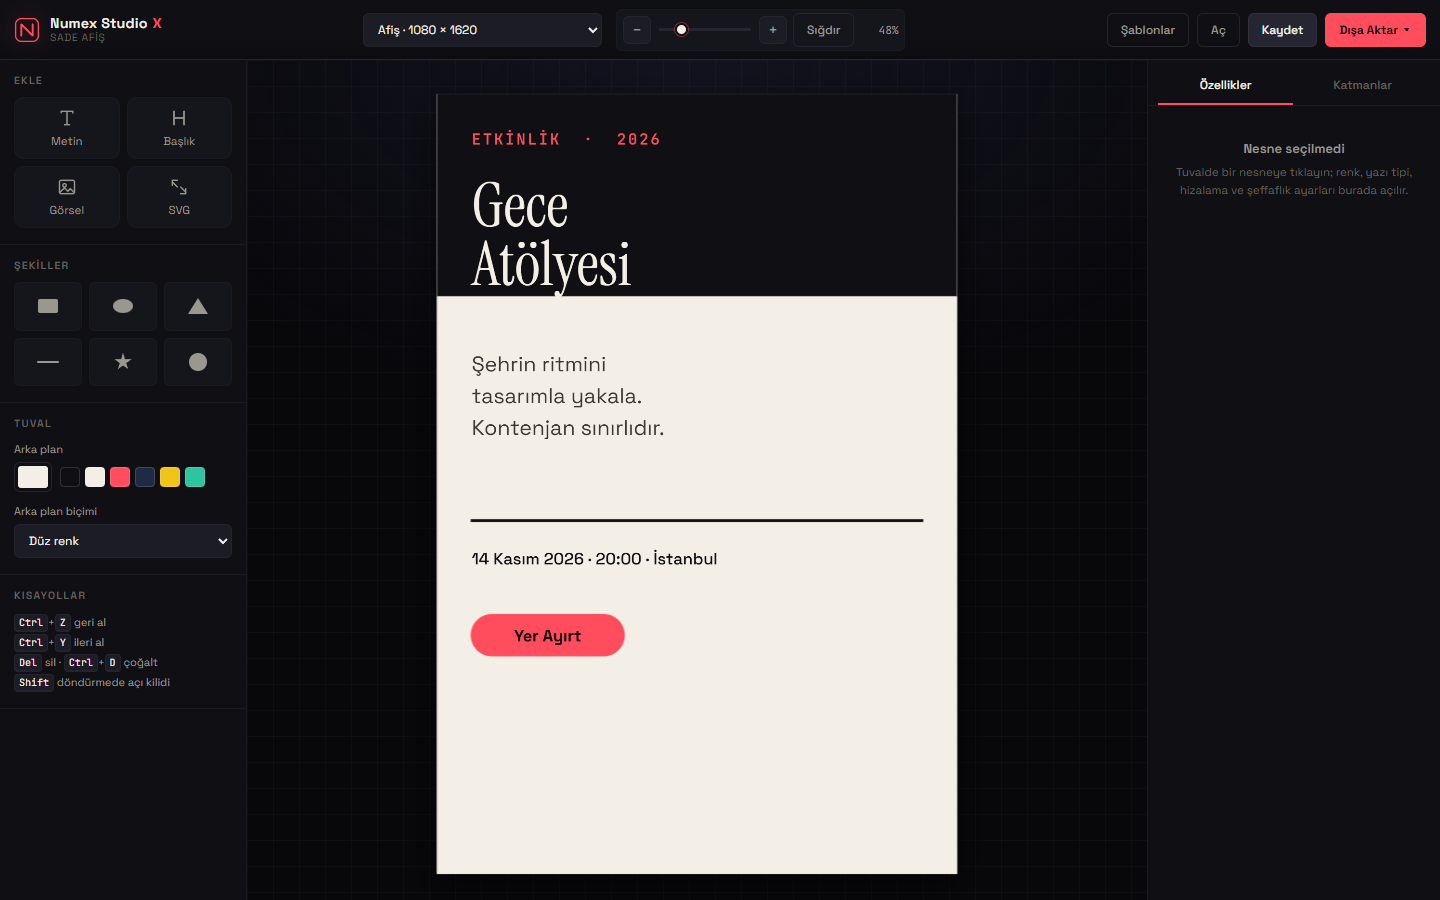 Numex Studio X
SADE AFİŞ
Afiş · 1080 × 1620
−
+
Sığdır
48%
Şablonlar
Aç
Kaydet
Dışa Aktar
EKLE
Metin
Başlık
Görsel
SVG
ŞEKİLLER
TUVAL
Arka plan
Arka plan biçimi
Düz renk
KISAYOLLAR
Ctrl + Z geri al
Ctrl + Y ileri al
Del sil · Ctrl + D çoğalt
Shift döndürmede açı kilidi
ETKİNLİK · 2026
Gece
Atölyesi
Şehrin ritmini
tasarımla yakala.
Kontenjan sınırlıdır.
14 Kasım 2026 · 20:00 · İstanbul
Yer Ayırt
Özellikler
Katmanlar
Nesne seçilmedi
Tuvalde bir nesneye tıklayın; renk, yazı tipi,
hizalama ve şeffaflık ayarları burada açılır.